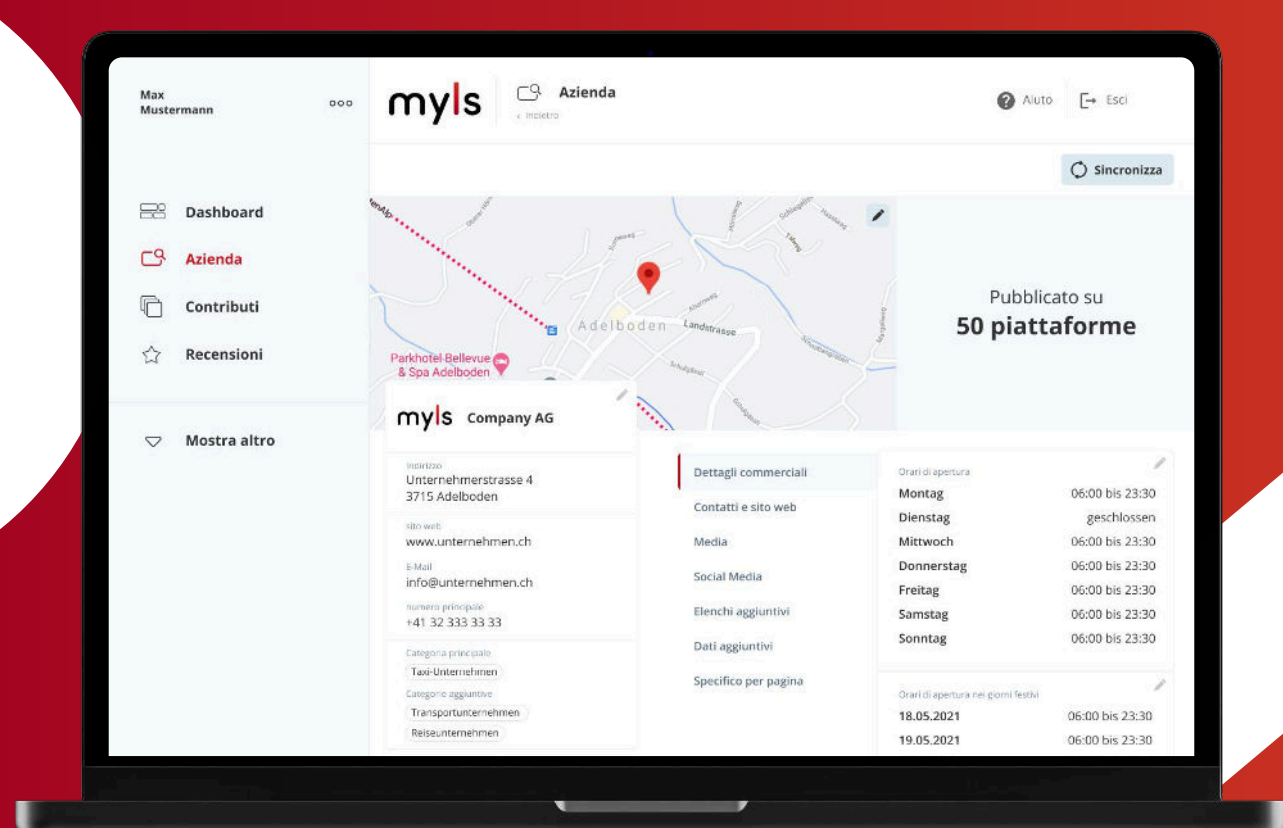 Max
Mustermann
myls
Azienda
‹ Indietro
Aiuto
Esci
Sincronizza
Dashboard
Azienda
Contributi
Recensioni
Mostra altro
Adelboden
Landstrasse
Parkhotel Bellevue
& Spa Adelboden
Pubblicato su
50 piattaforme
myls Company AG
Indirizzo
Unternehmerstrasse 4
3715 Adelboden
sito web
www.unternehmen.ch
E-Mail
info@unternehmen.ch
numero principale
+41 32 333 33 33
Categoria principale
Taxi-Unternehmen
Categorie aggiuntive
Transportunternehmen
Reiseunternehmen
Dettagli commerciali
Contatti e sito web
Media
Social Media
Elenchi aggiuntivi
Dati aggiuntivi
Specifico per pagina
Orari di apertura
Montag 06:00 bis 23:30
Dienstag geschlossen
Mittwoch 06:00 bis 23:30
Donnerstag 06:00 bis 23:30
Freitag 06:00 bis 23:30
Samstag 06:00 bis 23:30
Sonntag 06:00 bis 23:30
Orari di apertura nei giorni festivi
18.05.2021 06:00 bis 23:30
19.05.2021 06:00 bis 23:30